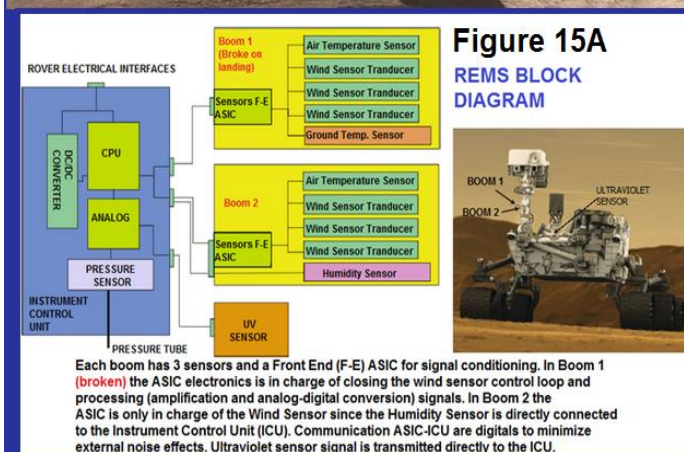 Figure 15A
REMS BLOCK
DIAGRAM
ROVER ELECTRICAL INTERFACES
DC/DC
CONVERTER
CPU
ANALOG
PRESSURE
SENSOR
INSTRUMENT
CONTROL
UNIT
PRESSURE TUBE
Boom 1
(Broke on
landing)
Sensors F-E
ASIC
Air Temperature Sensor
Wind Sensor Tranducer
Wind Sensor Tranducer
Wind Sensor Tranducer
Ground Temp. Sensor
Boom 2
Sensors F-E
ASIC
Air Temperature Sensor
Wind Sensor Tranducer
Wind Sensor Tranducer
Wind Sensor Tranducer
Humidity Sensor
UV
SENSOR
BOOM 1
BOOM 2
ULTRAVIOLET
SENSOR
Each boom has 3 sensors and a Front End (F-E) ASIC for signal conditioning. In Boom 1
(broken) the ASIC electronics is in charge of closing the wind sensor control loop and
processing (amplification and analog-digital conversion) signals. In Boom 2 the
ASIC is only in charge of the Wind Sensor since the Humidity Sensor is directly connected
to the Instrument Control Unit (ICU). Communication ASIC-ICU are digitals to minimize
external noise effects. Ultraviolet sensor signal is transmitted directly to the ICU.